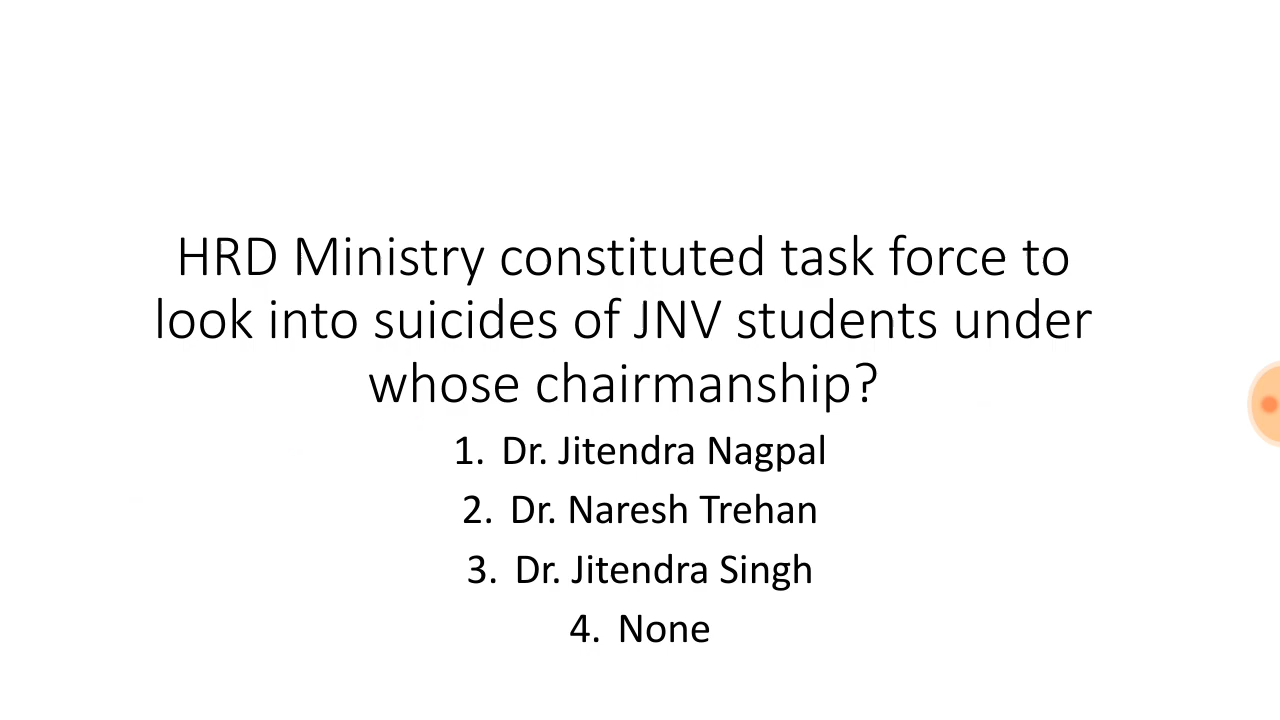 HRD Ministry constituted task force to
look into suicides of JNV students under
whose chairmanship?
1. Dr. Jitendra Nagpal
2. Dr. Naresh Trehan
3. Dr. Jitendra Singh
4. None